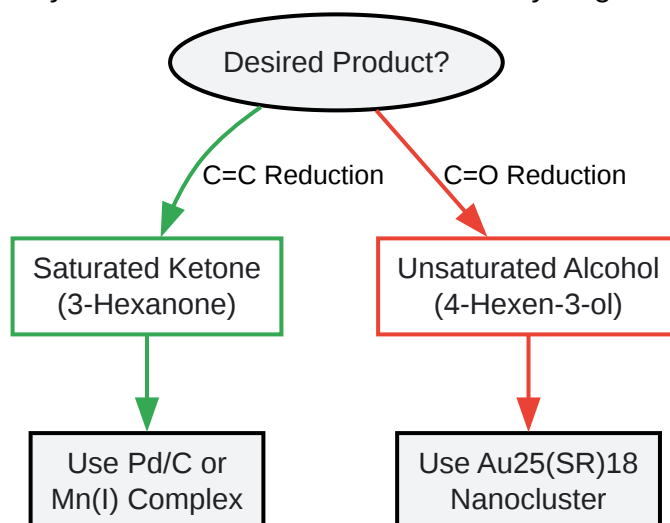 Desired Product?
C=C Reduction
C=O Reduction
Saturated Ketone
(3-Hexanone)
Unsaturated Alcohol
(4-Hexen-3-ol)
Use Pd/C or
Mn(I) Complex
Use Au25(SR)18
Nanocluster